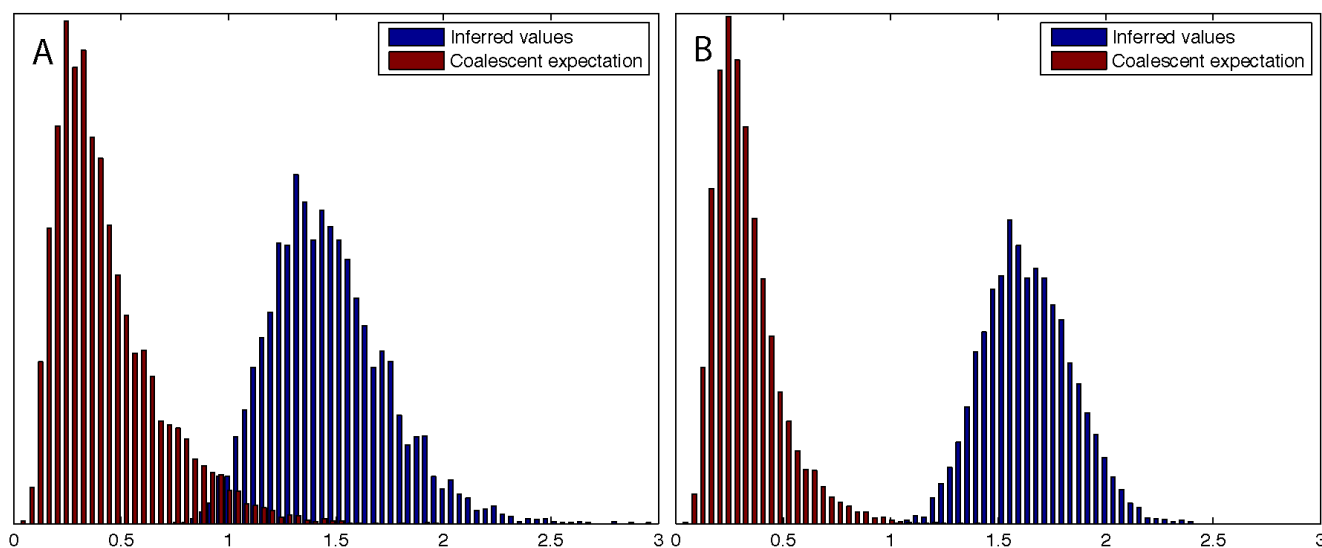 A
Inferred values
Coalescent expectation
0 0.5 1 1.5 2 2.5 3
B
Inferred values
Coalescent expectation
0 0.5 1 1.5 2 2.5 3